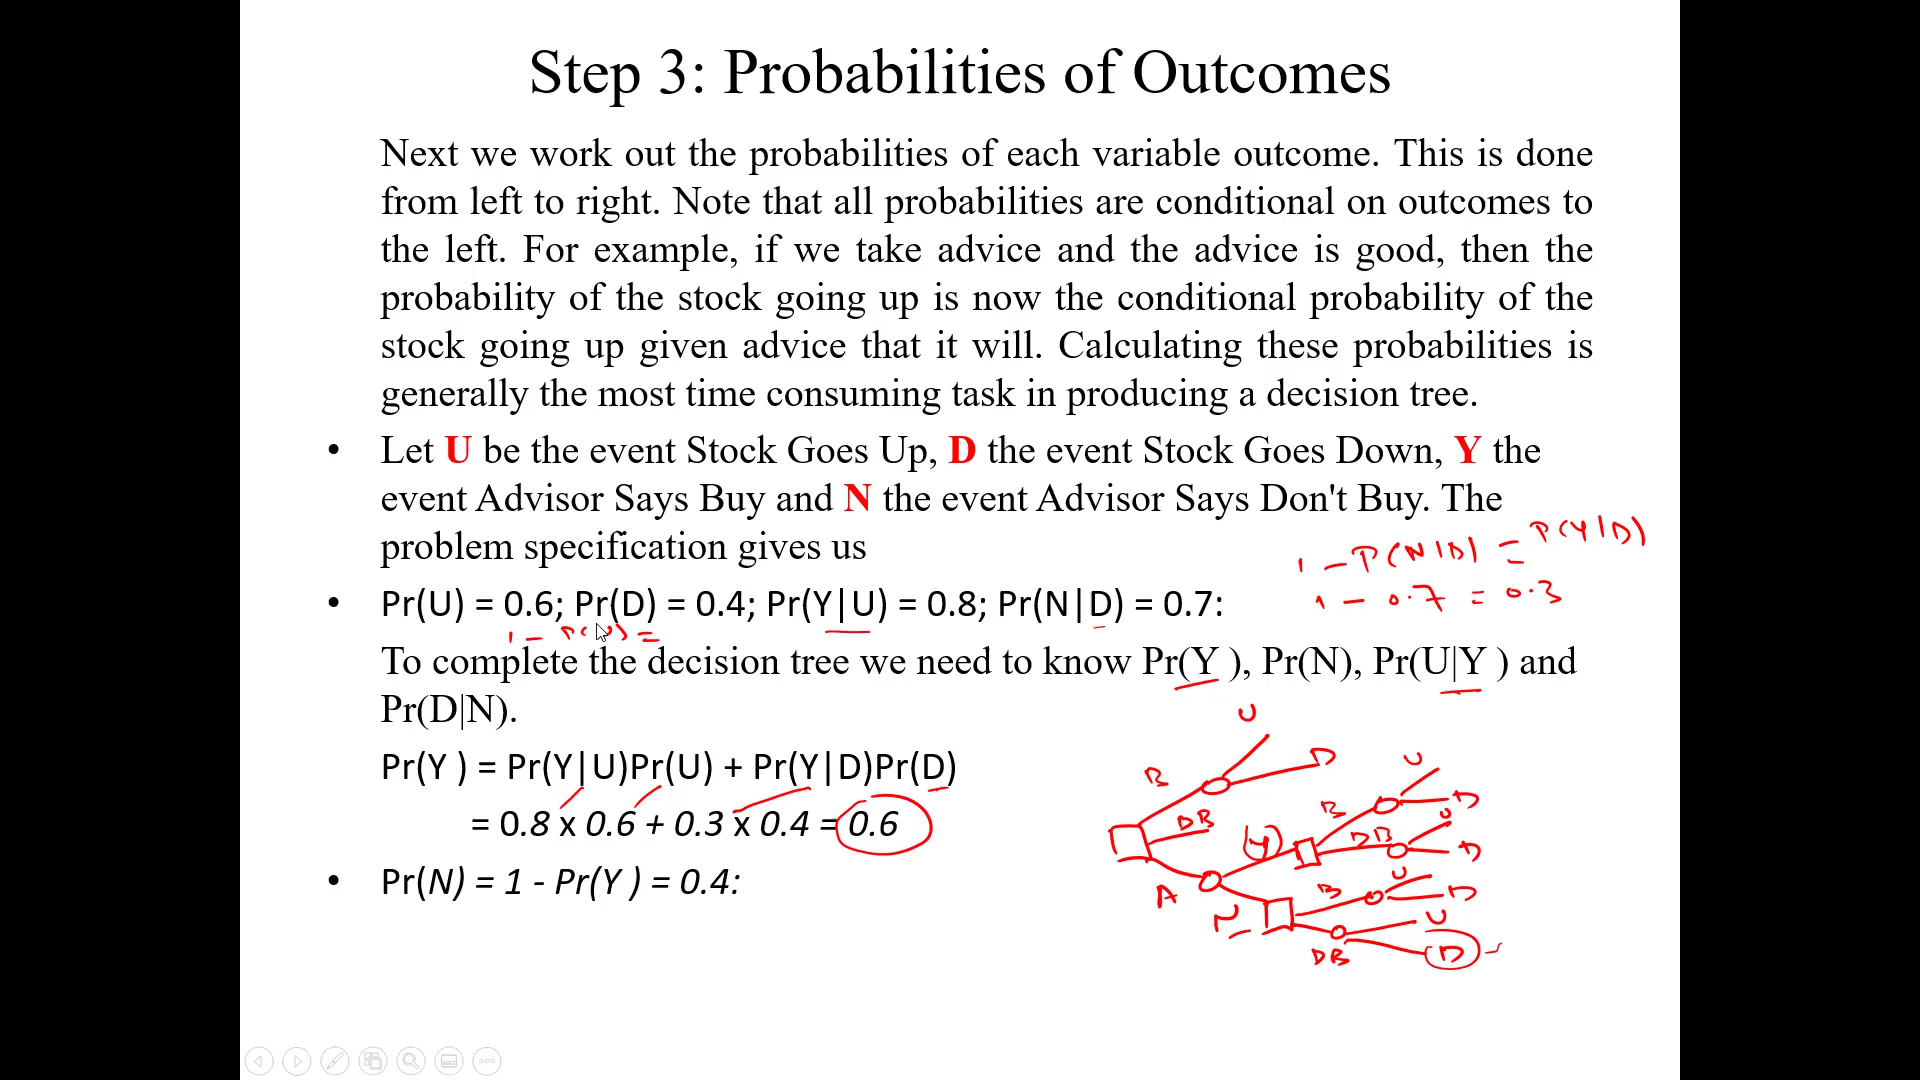 Step 3: Probabilities of Outcomes
Next we work out the probabilities of each variable outcome. This is done
from left to right. Note that all probabilities are conditional on outcomes to
the left. For example, if we take advice and the advice is good, then the
probability of the stock going up is now the conditional probability of the
stock going up given advice that it will. Calculating these probabilities is
generally the most time consuming task in producing a decision tree.
• Let U be the event Stock Goes Up, D the event Stock Goes Down, Y the
event Advisor Says Buy and N the event Advisor Says Don't Buy. The
problem specification gives us
1 - P(N|D) = P(Y|D)
• Pr(U) = 0.6; Pr(D) = 0.4; Pr(Y|U) = 0.8; Pr(N|D) = 0.7:
1 - 0.7 = 0.3
1 - P(U) =
To complete the decision tree we need to know Pr(Y ), Pr(N), Pr(U|Y ) and
Pr(D|N).
Pr(Y ) = Pr(Y|U)Pr(U) + Pr(Y|D)Pr(D)
= 0.8 x 0.6 + 0.3 x 0.4 = 0.6
• Pr(N) = 1 - Pr(Y ) = 0.4:
U
B
D
U
DB
B
D
(Y)
DB
U
D
A
B
U
D
N
U
DB
D